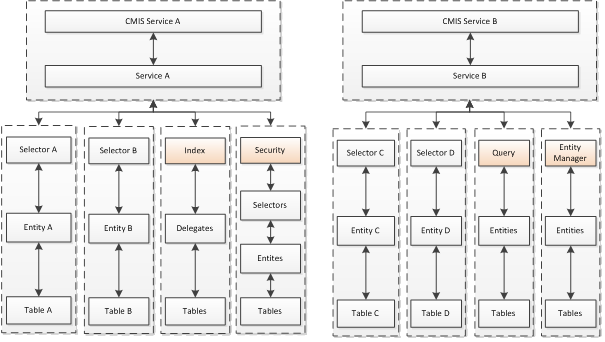 CMIS Service A
Service A
CMIS Service B
Service B
Selector A
Selector B
Index
Security
Selector C
Selector D
Query
Entity
Manager
Selectors
Entity A
Entity B
Delegates
Entites
Entity C
Entity D
Entities
Entities
Table A
Table B
Tables
Tables
Table C
Table D
Tables
Tables